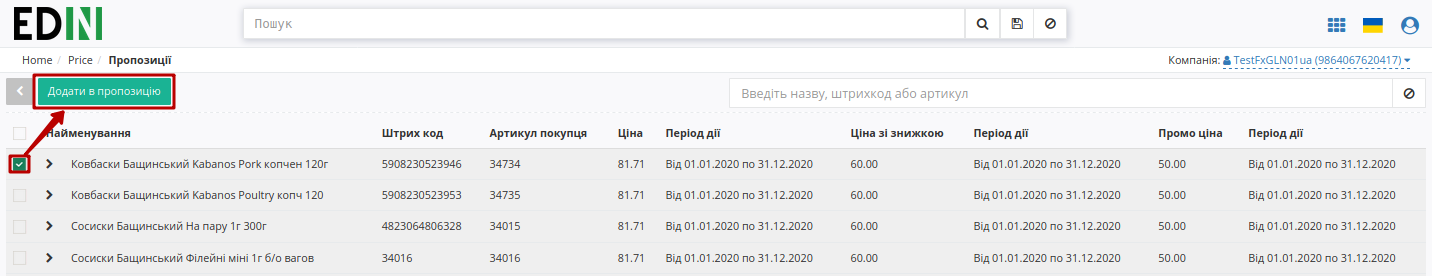 EDIN
Пошук
Home / Price / Пропозиції
Компанія: TestFxGLN01ua (9864067620417)
Додати в пропозицію
Введіть назву, штрихкод або артикул
Найменування Штрих код Артикул покупця Ціна Період дії Ціна зі знижкою Період дії Промо ціна Період дії
Ковбаски Бащинський Kabanos Pork копчен 120г 5908230523946 34734 81.71 Від 01.01.2020 по 31.12.2020 60.00 Від 01.01.2020 по 31.12.2020 50.00 Від 01.01.2020 по 31.12.2020
Ковбаски Бащинський Kabanos Poultry копч 120 5908230523953 34735 81.71 Від 01.01.2020 по 31.12.2020 60.00 Від 01.01.2020 по 31.12.2020 50.00 Від 01.01.2020 по 31.12.2020
Сосиски Бащинський На пару 1г 300г 4823064806328 34015 81.71 Від 01.01.2020 по 31.12.2020 60.00 Від 01.01.2020 по 31.12.2020 50.00 Від 01.01.2020 по 31.12.2020
Сосиски Бащинський Філейні міні 1г б/о вагов 34016 34016 81.71 Від 01.01.2020 по 31.12.2020 60.00 Від 01.01.2020 по 31.12.2020 50.00 Від 01.01.2020 по 31.12.2020